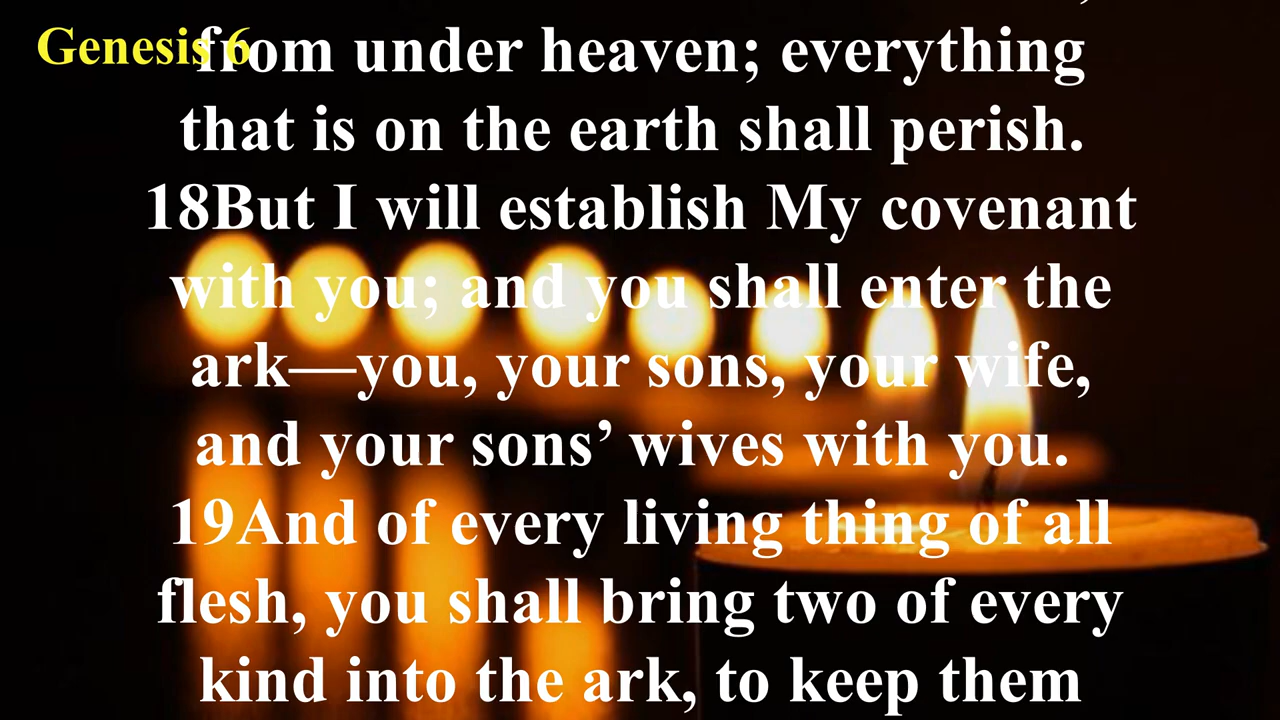 Genesis 6
from under heaven; everything
that is on the earth shall perish.
18But I will establish My covenant
with you; and you shall enter the
ark—you, your sons, your wife,
and your sons’ wives with you.
19And of every living thing of all
flesh, you shall bring two of every
kind into the ark, to keep them